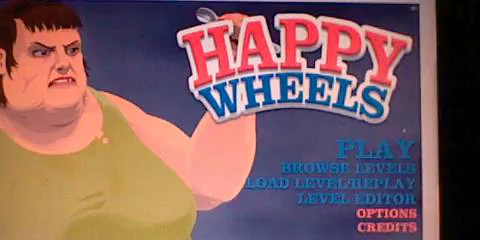 HAPPY
WHEELS
PLAY
BROWSE LEVELS
LOAD LEVEL/REPLAY
LEVEL EDITOR
OPTIONS
CREDITS